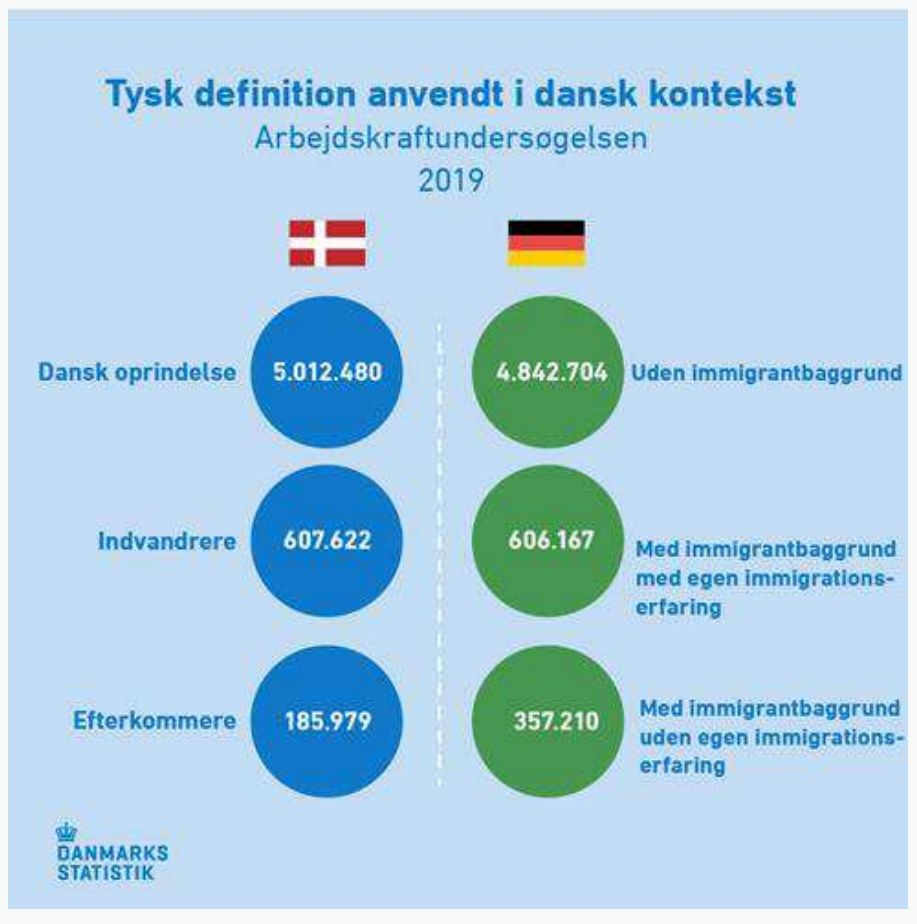 Tysk definition anvendt i dansk kontekst
Arbejdskraftundersøgelsen
2019
Dansk oprindelse
5.012.480
4.842.704
Uden immigrantbaggrund
Indvandrere
607.622
606.167
Med immigrantbaggrund
med egen immigrations-
erfaring
Efterkommere
185.979
357.210
Med immigrantbaggrund
uden egen immigrations-
erfaring
DANMARKS
STATISTIK